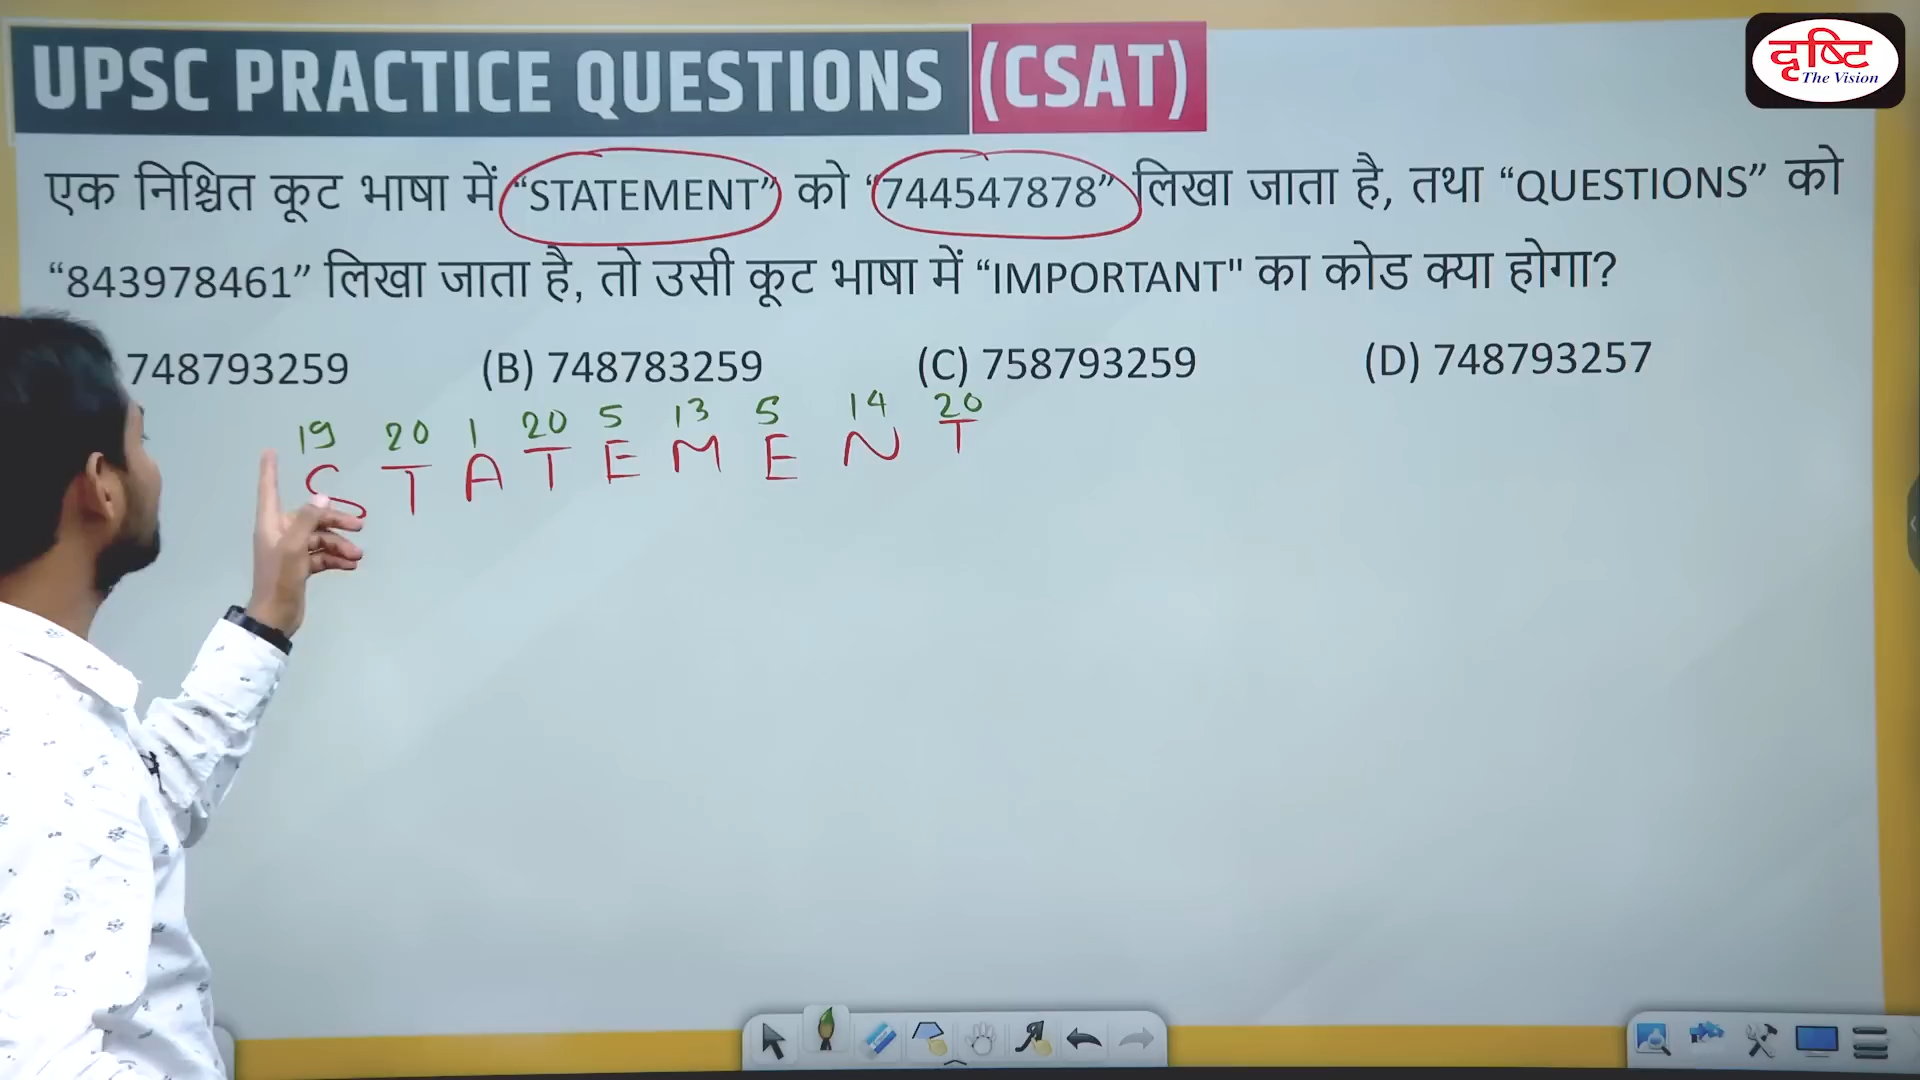 UPSC PRACTICE QUESTIONS (CSAT)
दृष्टि
The Vision
एक निश्चित कूट भाषा में “STATEMENT” को “744547878” लिखा जाता है, तथा “QUESTIONS” को
“843978461” लिखा जाता है, तो उसी कूट भाषा में “IMPORTANT" का कोड क्या होगा?
748793259 (B) 748783259 (C) 758793259 (D) 748793257
19 20 1 20 5 13 5 14 20
S T A T E M E N T